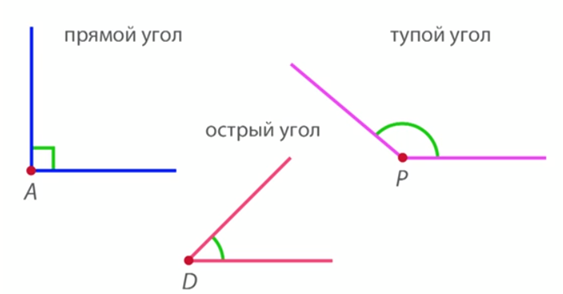 прямой угол
тупой угол
острый угол
A
P
D